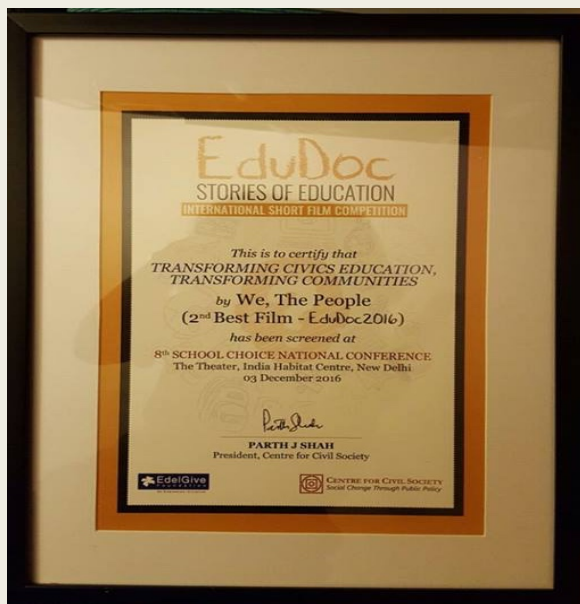 EduDoc
STORIES OF EDUCATION
INTERNATIONAL SHORT FILM COMPETITION
This is to certify that
TRANSFORMING CIVICS EDUCATION,
TRANSFORMING COMMUNITIES
by We, The People
(2nd Best Film - EduDoc2016)
has been screened at
8th SCHOOL CHOICE NATIONAL CONFERENCE
The Theater, India Habitat Centre, New Delhi
03 December 2016
Parth Shah
PARTH J SHAH
President, Centre for Civil Society
EdelGive
Foundation
CENTRE FOR CIVIL SOCIETY
Social Change Through Public Policy